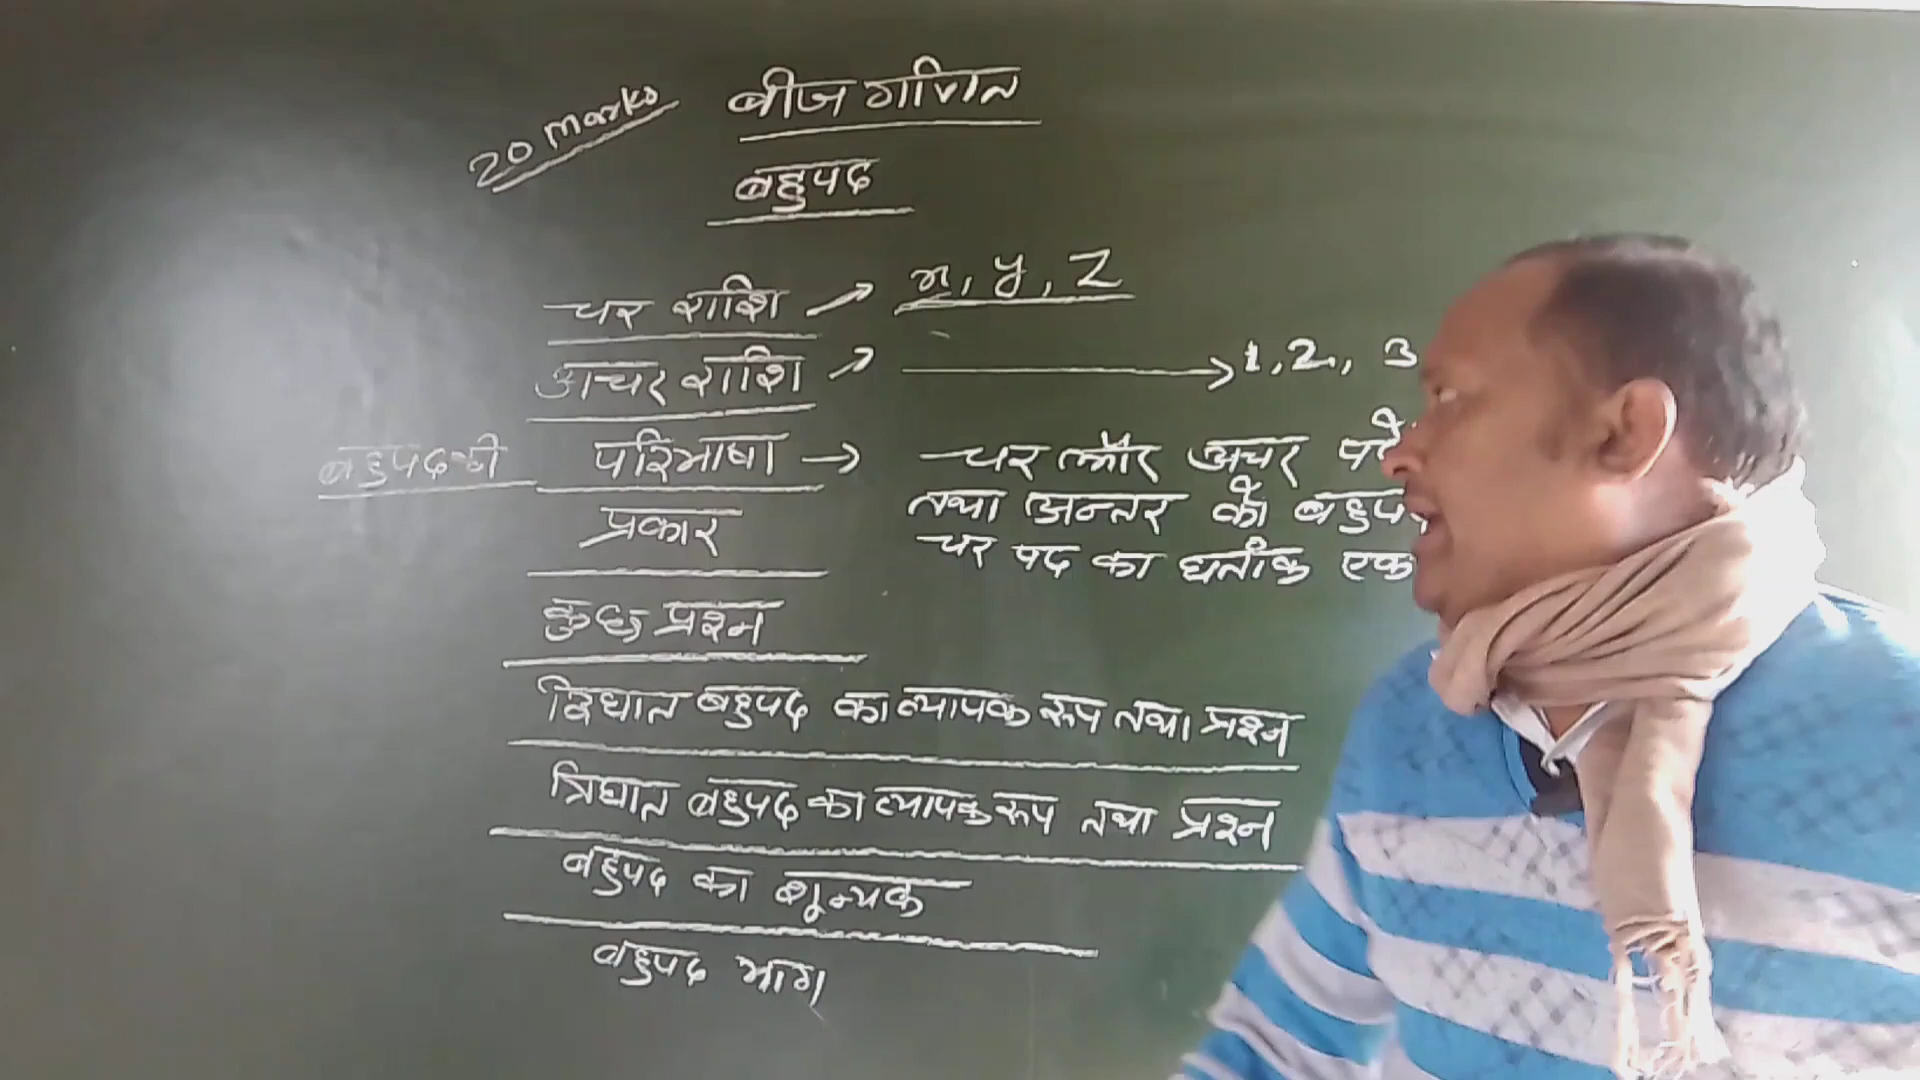 20 marks
बीज गणित
बहुपद
चर राशि → x, y, z
अचर राशि → → 1, 2, 3
बहुपद की परिभाषा → चर और अचर
तथा अन्तर को
चर पद का घतांक एक
प्रकार
कुछ प्रश्न
द्विघात बहुपद का व्यापक रूप तथा प्रश्न
त्रिघात बहुपद का व्यापक रूप तथा प्रश्न
बहुपद का शून्यक
बहुपद भाग